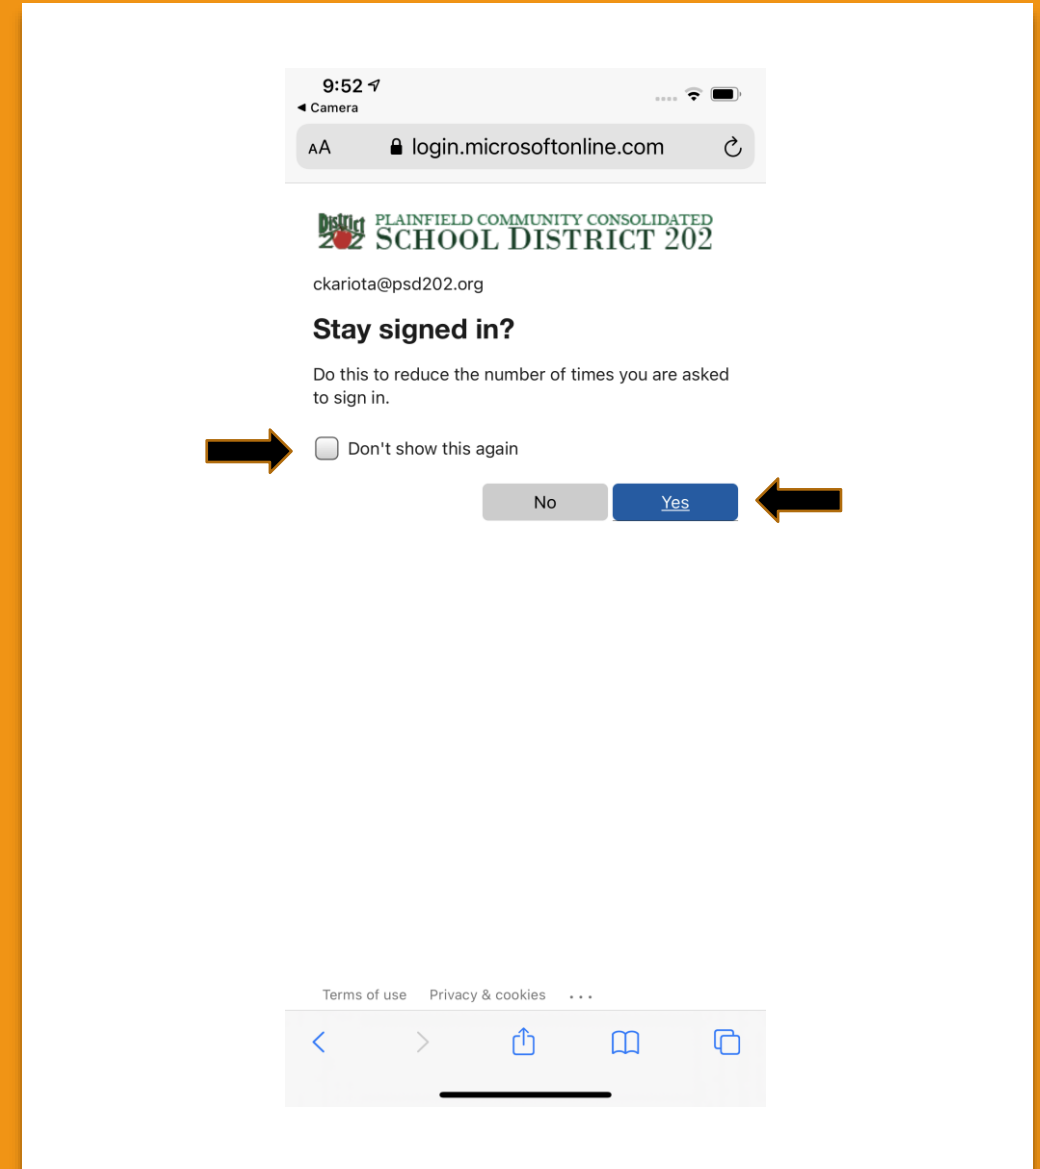 9:52
◀ Camera
AA login.microsoftonline.com
District 202
PLAINFIELD COMMUNITY CONSOLIDATED
SCHOOL DISTRICT 202
ckariota@psd202.org
Stay signed in?
Do this to reduce the number of times you are asked
to sign in.
Don't show this again
No Yes
Terms of use Privacy & cookies ...